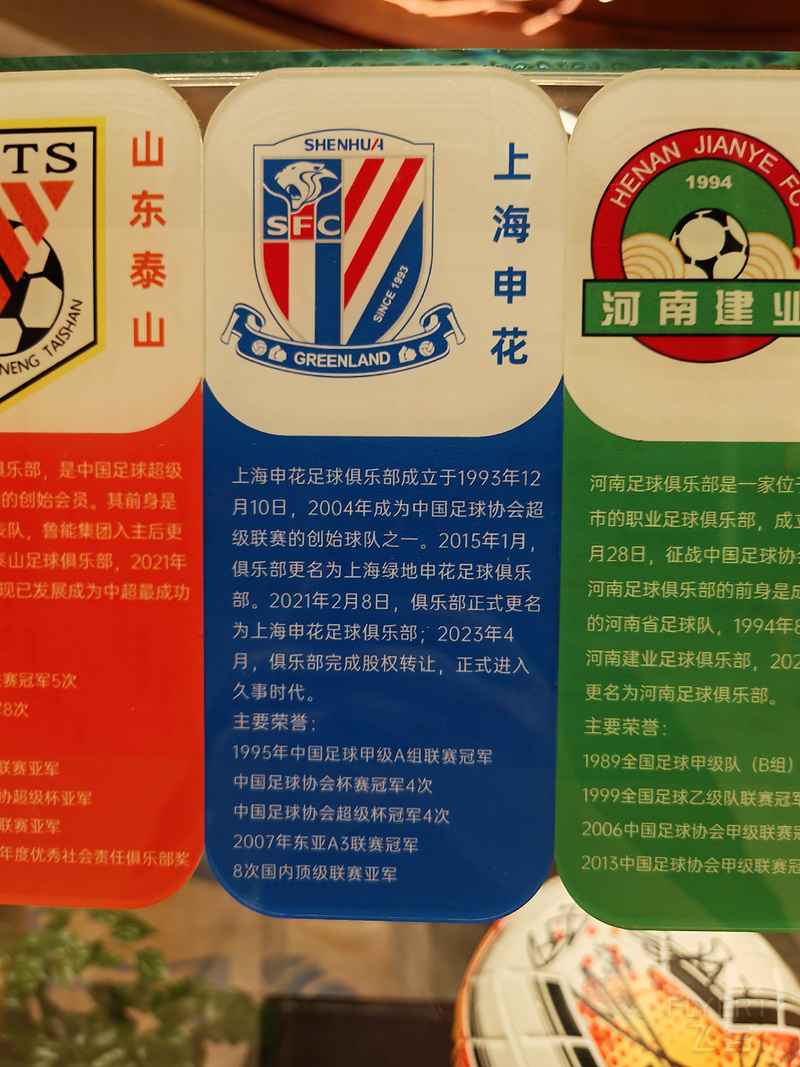 TS
NENG TAISHAN
山东泰山
俱乐部，是中国足球超级
的创始会员。其前身是
队，鲁能集团入主后更
泰山足球俱乐部，2021年
现已发展成为中超最成功
联赛冠军5次
军8次
联赛亚军
协超级杯亚军
联赛亚军
年度优秀社会责任俱乐部奖
SHENHUA
SFC
SINCE 1993
GREENLAND
上海申花
上海申花足球俱乐部成立于1993年12
月10日，2004年成为中国足球协会超
级联赛的创始球队之一。2015年1月，
俱乐部更名为上海绿地申花足球俱乐
部。2021年2月8日，俱乐部正式更名
为上海申花足球俱乐部；2023年4
月，俱乐部完成股权转让，正式进入
久事时代。
主要荣誉：
1995年中国足球甲级A组联赛冠军
中国足球协会杯赛冠军4次
中国足球协会超级杯冠军4次
2007年东亚A3联赛冠军
8次国内顶级联赛亚军
HENAN JIANYE FC
1994
河南建业
河南足球俱乐部是一家位于
市的职业足球俱乐部，成立
月28日，征战中国足球协会
河南足球俱乐部的前身是成
的河南省足球队，1994年8
河南建业足球俱乐部，202
更名为河南足球俱乐部。
主要荣誉：
1989全国足球甲级队（B组）
1999全国足球乙级队联赛冠军
2006中国足球协会甲级联赛冠
2013中国足球协会甲级联赛冠
FLYERT
飞客